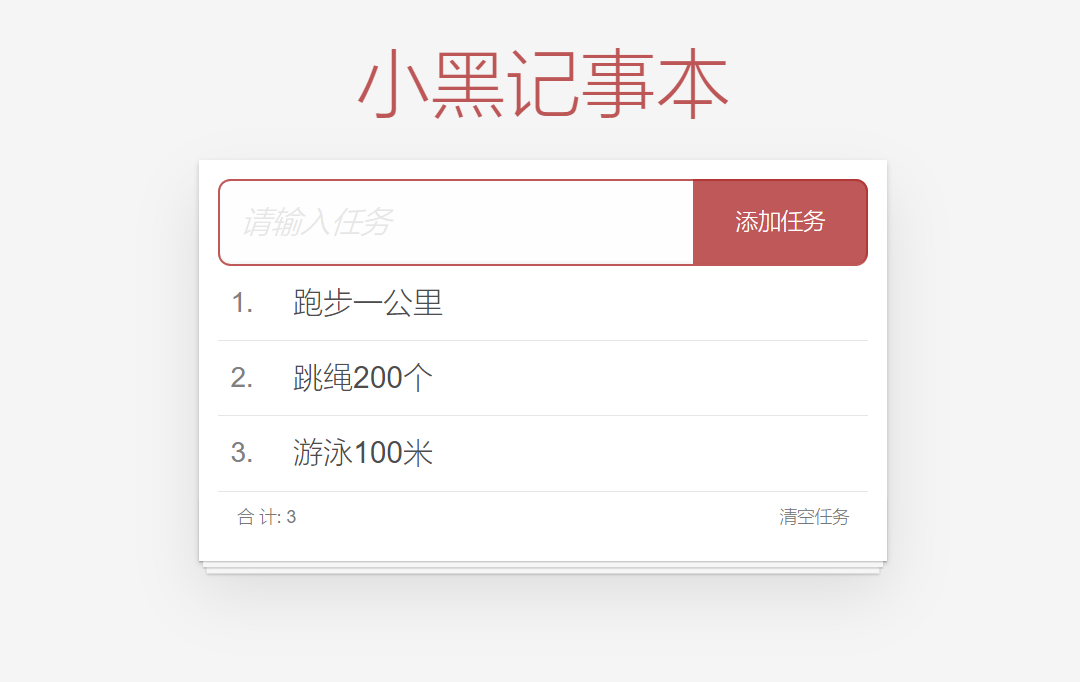 小黑记事本
请输入任务 添加任务
1. 跑步一公里
2. 跳绳200个
3. 游泳100米
合 计: 3 清空任务